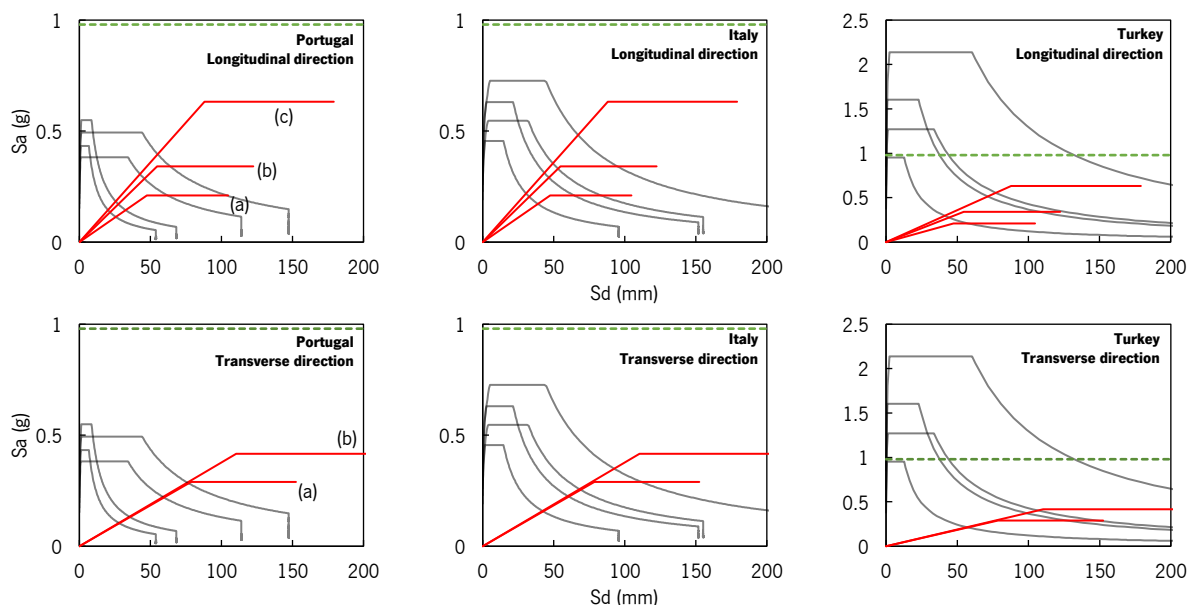 1
0.5
0
Sa (g)
Portugal
Longitudinal direction
(c)
(b)
(a)
0 50 100 150 200
1
0.5
0
Italy
Longitudinal direction
0 50 100 150 200
Sd (mm)
2.5
2
1.5
1
0.5
0
Turkey
Longitudinal direction
0 50 100 150 200
1
0.5
0
Sa (g)
Portugal
Transverse direction
(b)
(a)
0 50 100 150 200
1
0.5
0
Italy
Transverse direction
0 50 100 150 200
Sd (mm)
2.5
2
1.5
1
0.5
0
Turkey
Transverse direction
0 50 100 150 200